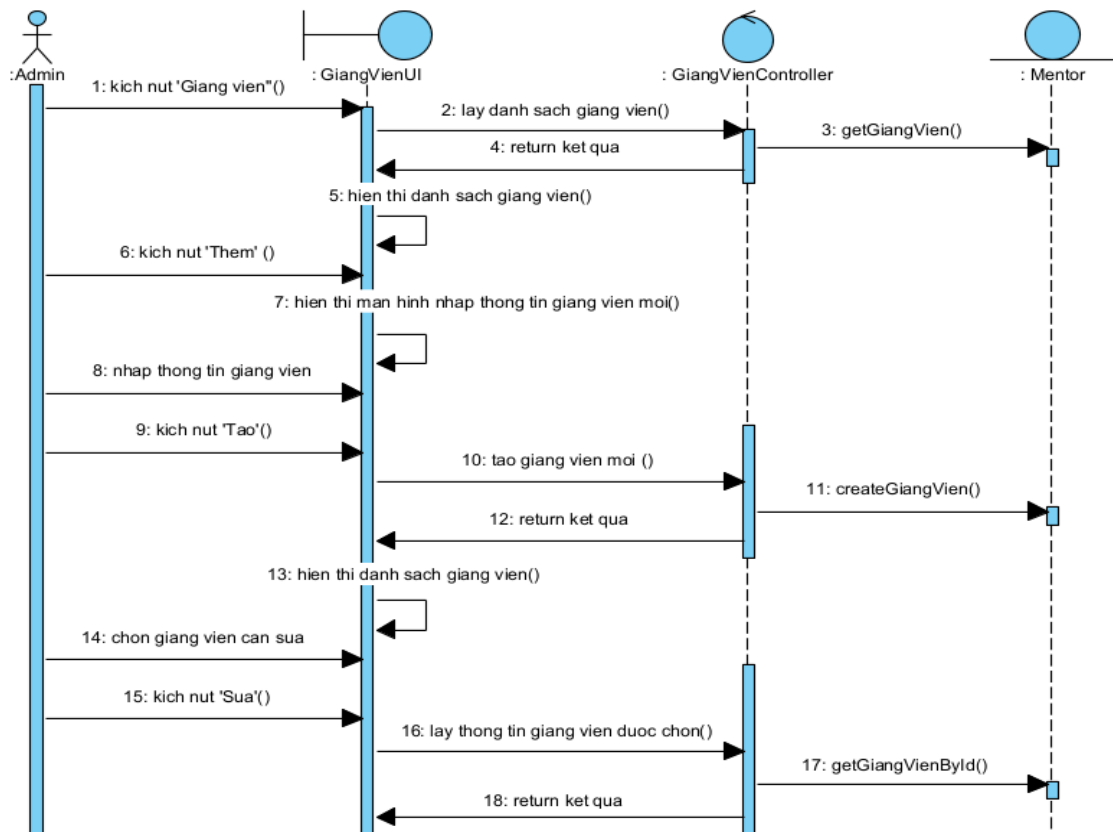 :Admin
: GiangVienUI
: GiangVienController
: Mentor
1: kich nut 'Giang vien"()
2: lay danh sach giang vien()
3: getGiangVien()
4: return ket qua
5: hien thi danh sach giang vien()
6: kich nut 'Them' ()
7: hien thi man hinh nhap thong tin giang vien moi()
8: nhap thong tin giang vien
9: kich nut 'Tao'()
10: tao giang vien moi ()
11: createGiangVien()
12: return ket qua
13: hien thi danh sach giang vien()
14: chon giang vien can sua
15: kich nut 'Sua'()
16: lay thong tin giang vien duoc chon()
17: getGiangVienById()
18: return ket qua